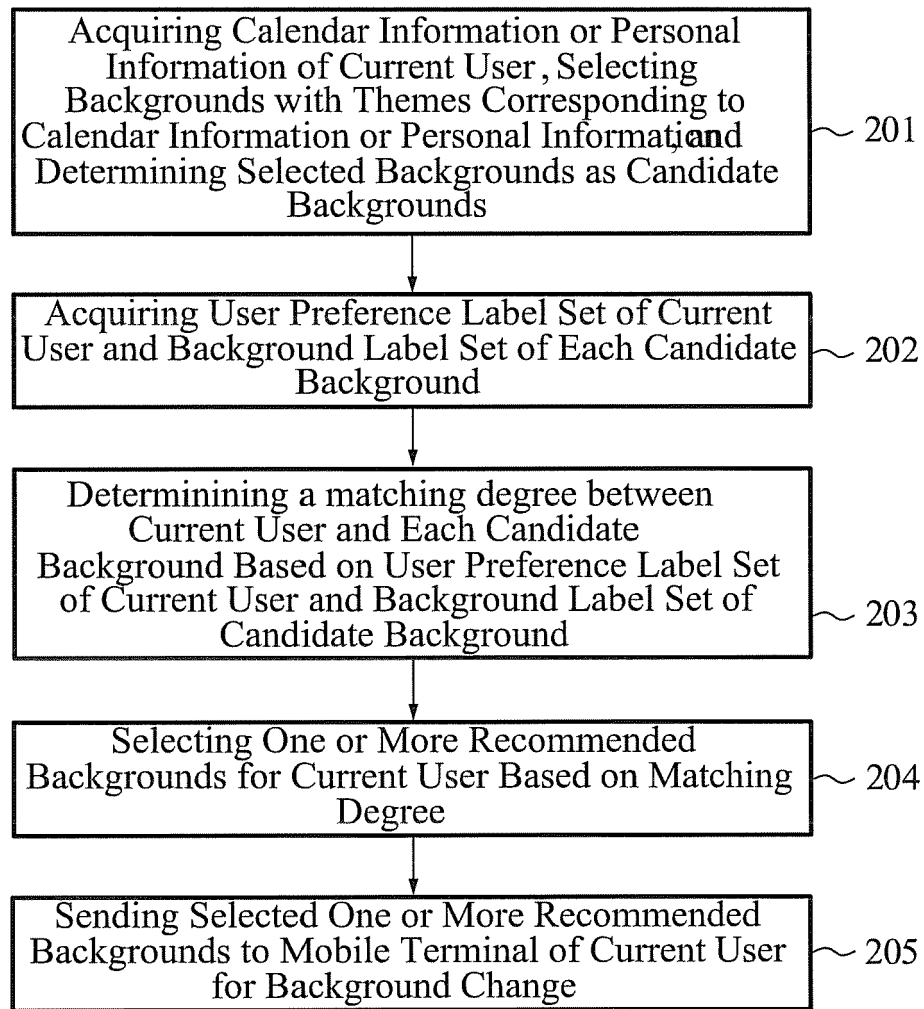 Acquiring Calendar Information or Personal
Information of Current User, Selecting
Backgrounds with Themes Corresponding to
Calendar Information or Personal Information, and
Determining Selected Backgrounds as Candidate
Backgrounds
201
Acquiring User Preference Label Set of Current
User and Background Label Set of Each Candidate
Background
202
Determinining a matching degree between
Current User and Each Candidate
Background Based on User Preference Label Set
of Current User and Background Label Set of
Candidate Background
203
Selecting One or More Recommended
Backgrounds for Current User Based on Matching
Degree
204
Sending Selected One or More Recommended
Backgrounds to Mobile Terminal of Current User
for Background Change
205